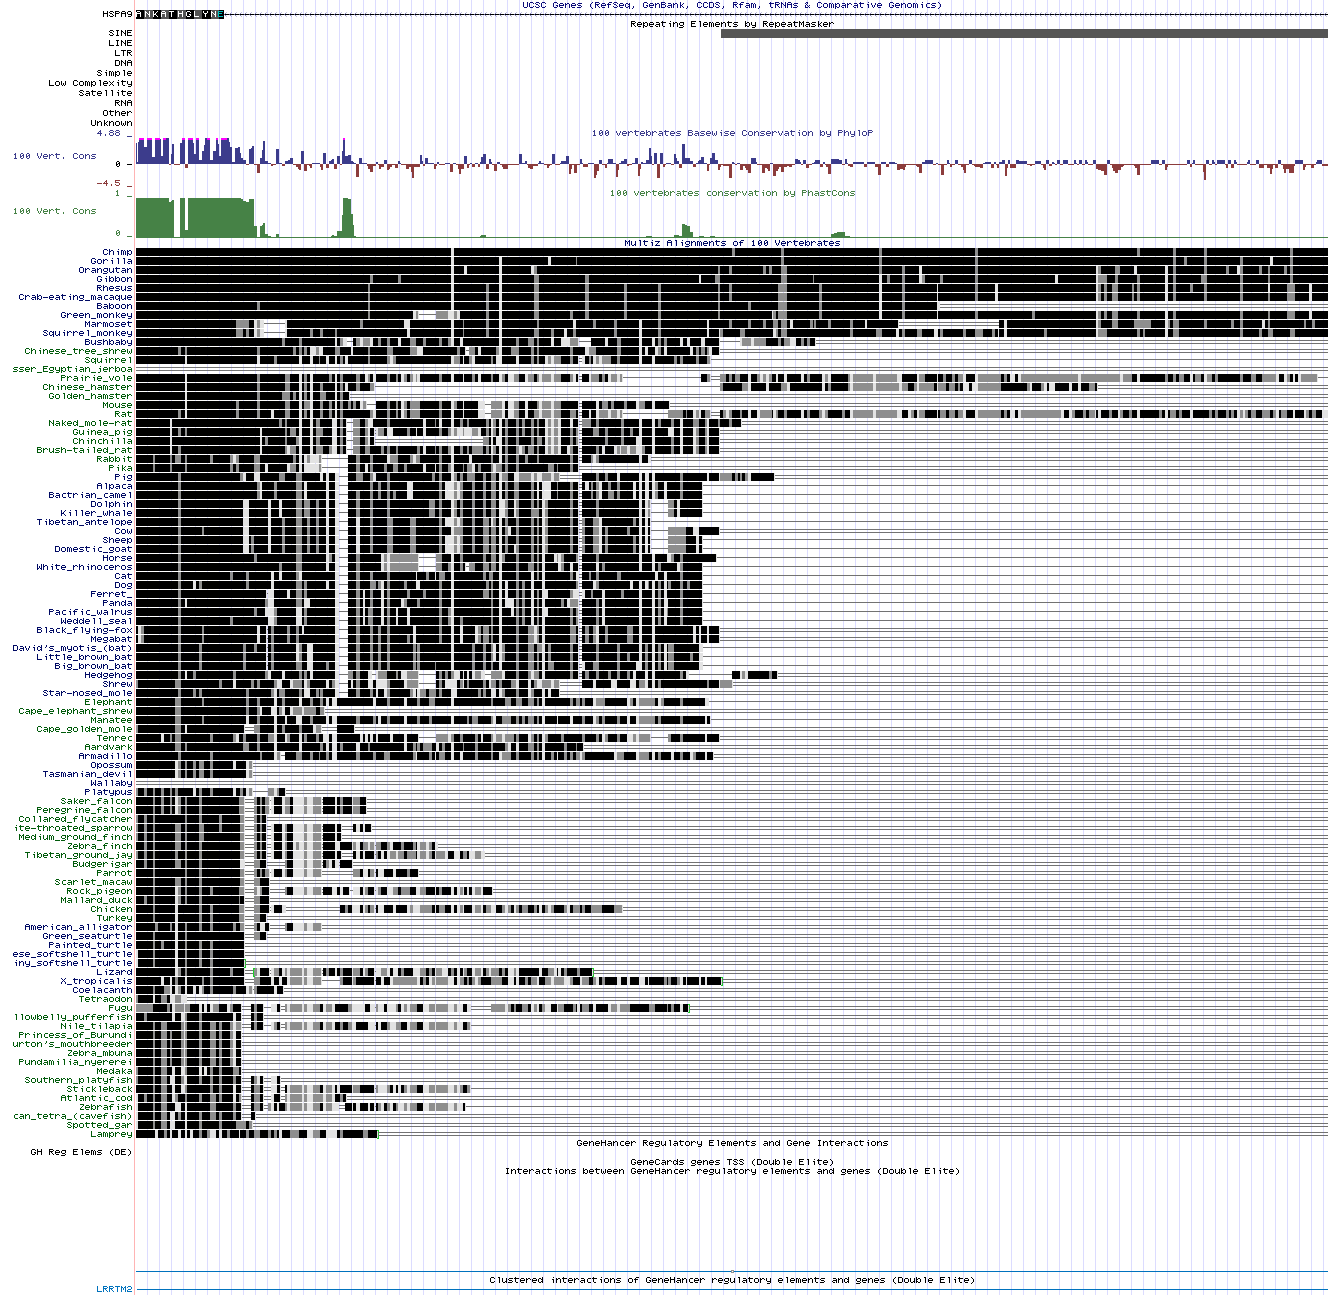 UCSC Genes (RefSeq, GenBank, CCDS, Rfam, tRNAs & Comparative Genomics)
HSPA9 ANKATHGLYNE
Repeating Elements by RepeatMasker
SINE
LINE
LTR
DNA
Simple
Low Complexity
Satellite
RNA
Other
Unknown
4.88 _
100 vertebrates Basewise Conservation by PhyloP
100 Vert. Cons
0 _
-4.5 _
1 _
100 vertebrates conservation by PhastCons
100 Vert. Cons
0 _
Multiz Alignments of 100 Vertebrates
Chimp
Gorilla
Orangutan
Gibbon
Rhesus
Crab-eating_macaque
Baboon
Green_monkey
Marmoset
Squirrel_monkey
Bushbaby
Chinese_tree_shrew
Squirrel
sser_Egyptian_jerboa
Prairie_vole
Chinese_hamster
Golden_hamster
Mouse
Rat
Naked_mole-rat
Guinea_pig
Chinchilla
Brush-tailed_rat
Rabbit
Pika
Pig
Alpaca
Bactrian_camel
Dolphin
Killer_whale
Tibetan_antelope
Cow
Sheep
Domestic_goat
Horse
White_rhinoceros
Cat
Dog
Ferret_
Panda
Pacific_walrus
Weddell_seal
Black_flying-fox
Megabat
David's_myotis_(bat)
Little_brown_bat
Big_brown_bat
Hedgehog
Shrew
Star-nosed_mole
Elephant
Cape_elephant_shrew
Manatee
Cape_golden_mole
Tenrec
Aardvark
Armadillo
Opossum
Tasmanian_devil
Wallaby
Platypus
Saker_falcon
Peregrine_falcon
Collared_flycatcher
ite-throated_sparrow
Medium_ground_finch
Zebra_finch
Tibetan_ground_jay
Budgerigar
Parrot
Scarlet_macaw
Rock_pigeon
Mallard_duck
Chicken
Turkey
American_alligator
Green_seaturtle
Painted_turtle
ese_softshell_turtle
iny_softshell_turtle
Lizard
X_tropicalis
Coelacanth
Tetraodon
Fugu
llowbelly_pufferfish
Nile_tilapia
Princess_of_Burundi
urton's_mouthbreeder
Zebra_mbuna
Pundamilia_nyererei
Medaka
Southern_platyfish
Stickleback
Atlantic_cod
Zebrafish
can_tetra_(cavefish)
Spotted_gar
Lamprey
GeneHancer Regulatory Elements and Gene Interactions
GH Reg Elems (DE)
GeneCards genes TSS (Double Elite)
Interactions between GeneHancer regulatory elements and genes (Double Elite)
Clustered interactions of GeneHancer regulatory elements and genes (Double Elite)
LRRTM2